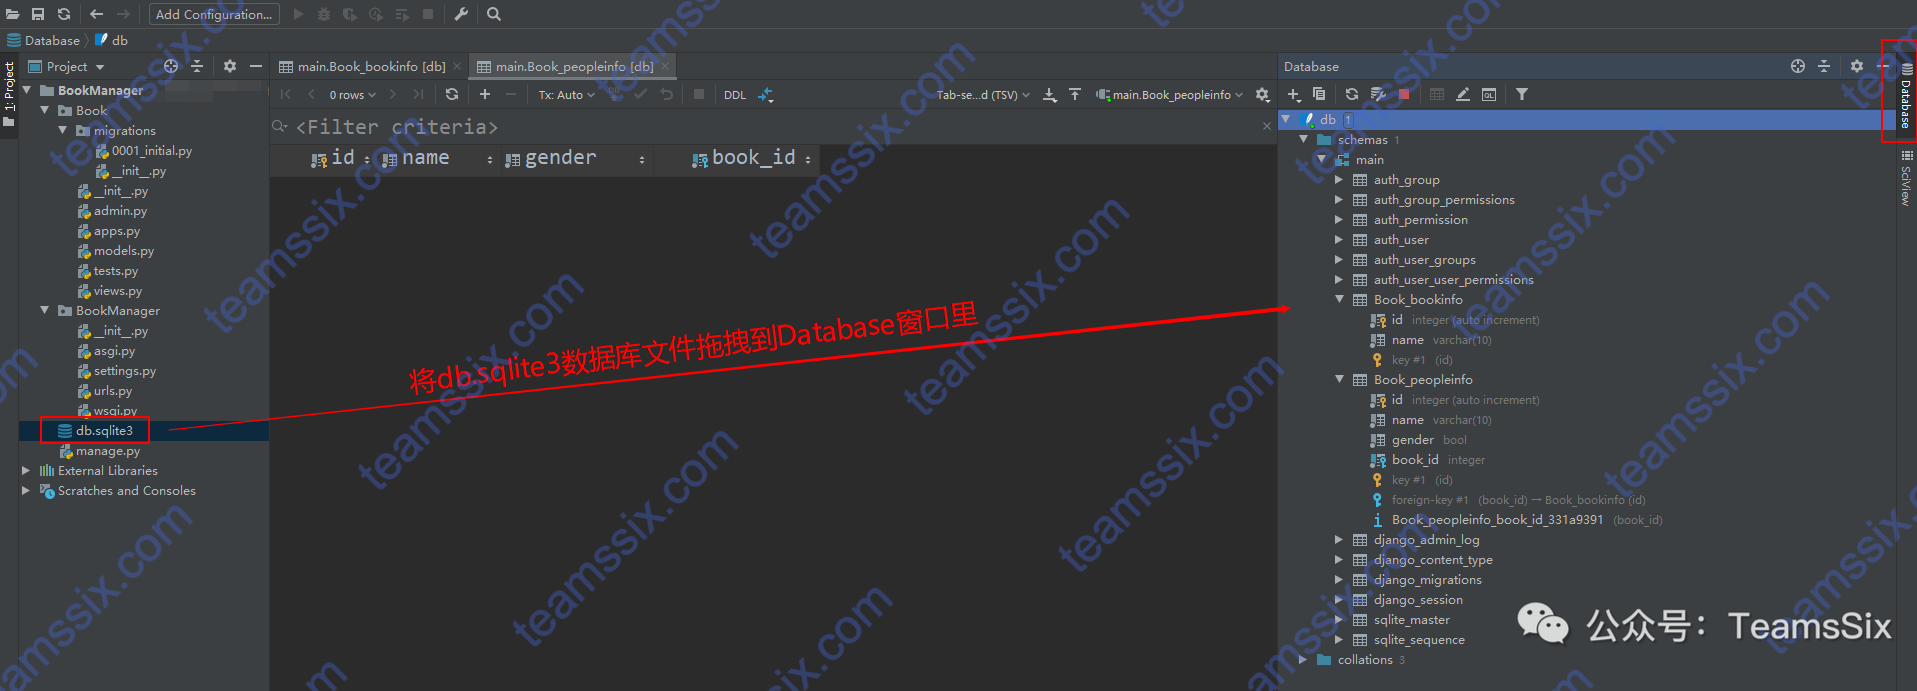 Add Configuration...
Database
db
1: Project
Project
BookManager
Book
migrations
0001_initial.py
__init__.py
__init__.py
admin.py
apps.py
models.py
tests.py
views.py
BookManager
__init__.py
asgi.py
settings.py
urls.py
wsgi.py
db.sqlite3
manage.py
External Libraries
Scratches and Consoles
main.Book_bookinfo [db]
main.Book_peopleinfo [db]
0 rows
Tx: Auto
DDL
Tab-se...d (TSV)
main.Book_peopleinfo
<Filter criteria>
id
name
gender
book_id
将db.sqlite3数据库文件拖拽到Database窗口里
Database
db 1
schemas 1
main
auth_group
auth_group_permissions
auth_permission
auth_user
auth_user_groups
auth_user_user_permissions
Book_bookinfo
id integer (auto increment)
name varchar(10)
key #1 (id)
Book_peopleinfo
id integer (auto increment)
name varchar(10)
gender bool
book_id integer
key #1 (id)
foreign-key #1 (book_id) → Book_bookinfo (id)
Book_peopleinfo_book_id_331a9391 (book_id)
django_admin_log
django_content_type
django_migrations
django_session
sqlite_master
sqlite_sequence
collations 3
Database
SciView
公众号：TeamsSix
teamssix.com